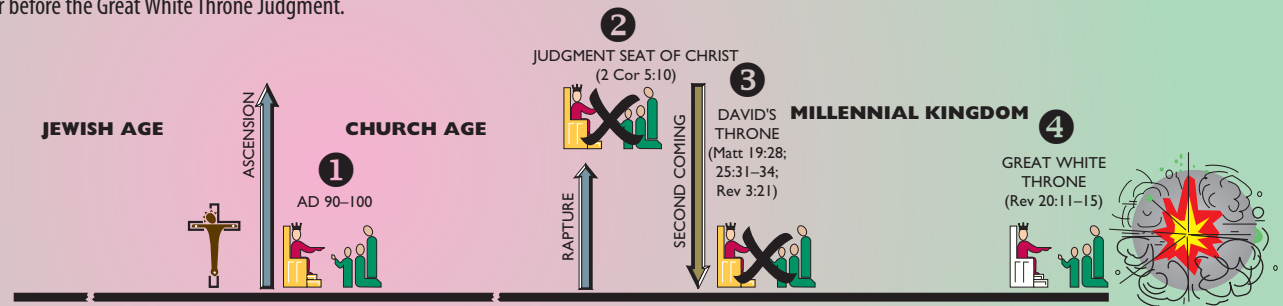 r before the Great White Throne Judgment.
2
JUDGMENT SEAT OF CHRIST
(2 Cor 5:10)
3
DAVID'S
THRONE
(Matt 19:28;
25:31–34;
Rev 3:21)
MILLENNIAL KINGDOM
4
GREAT WHITE
THRONE
(Rev 20:11–15)
JEWISH AGE
ASCENSION
CHURCH AGE
1
AD 90–100
RAPTURE
SECOND COMING